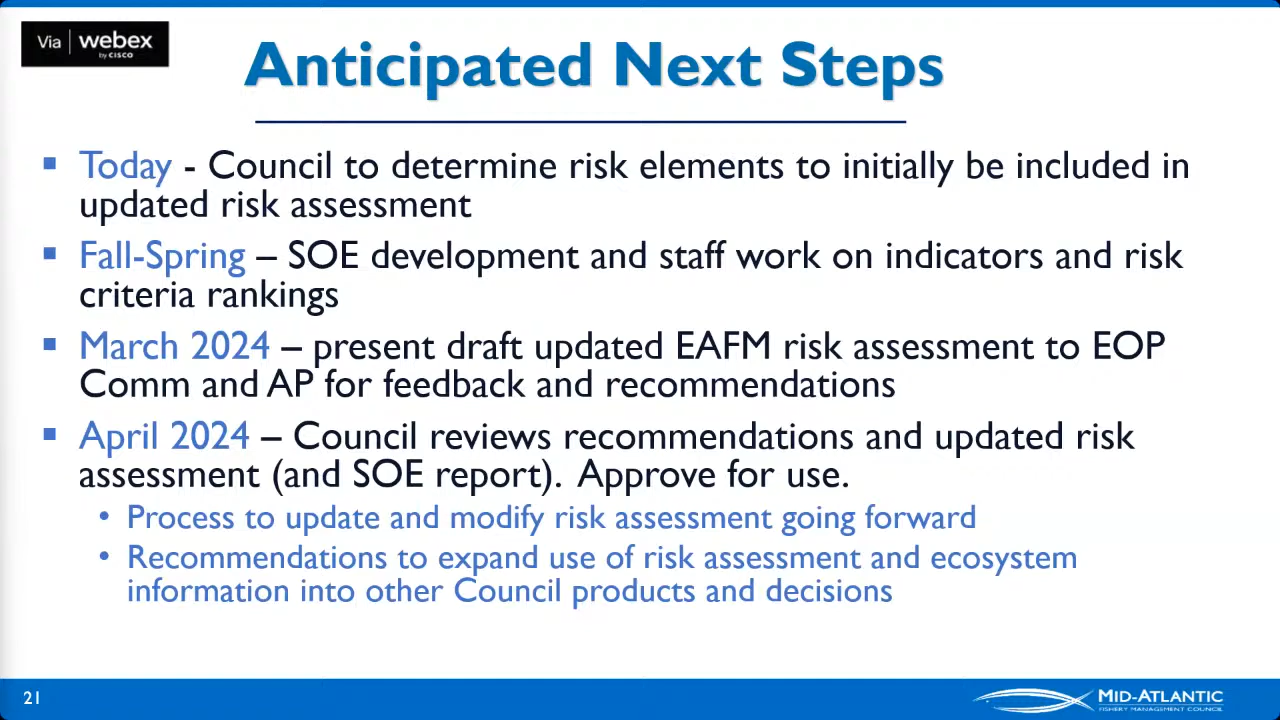 Via webex
by CISCO
Anticipated Next Steps
▪ Today - Council to determine risk elements to initially be included in
updated risk assessment
▪ Fall-Spring – SOE development and staff work on indicators and risk
criteria rankings
▪ March 2024 – present draft updated EAFM risk assessment to EOP
Comm and AP for feedback and recommendations
▪ April 2024 – Council reviews recommendations and updated risk
assessment (and SOE report). Approve for use.
• Process to update and modify risk assessment going forward
• Recommendations to expand use of risk assessment and ecosystem
information into other Council products and decisions
21
MID-ATLANTIC
FISHERY MANAGEMENT COUNCIL